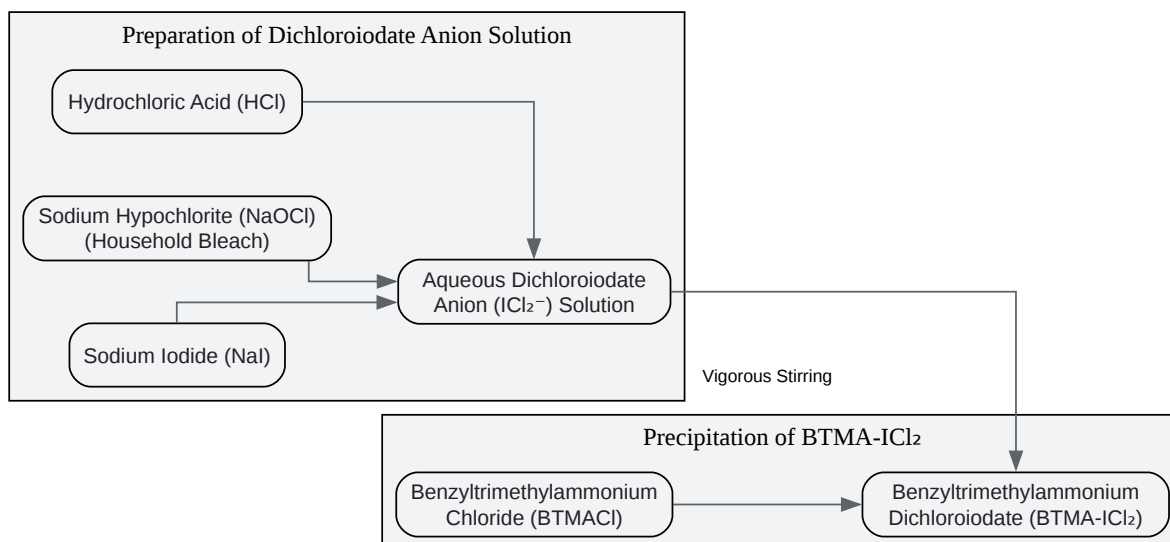 Preparation of Dichloroiodate Anion Solution
Hydrochloric Acid (HCl)
Sodium Hypochlorite (NaOCl)
(Household Bleach)
Aqueous Dichloroiodate
Anion (ICl₂⁻) Solution
Sodium Iodide (NaI)
Vigorous Stirring
Precipitation of BTMA-ICl₂
Benzyltrimethylammonium
Chloride (BTMACl)
Benzyltrimethylammonium
Dichloroiodate (BTMA-ICl₂)